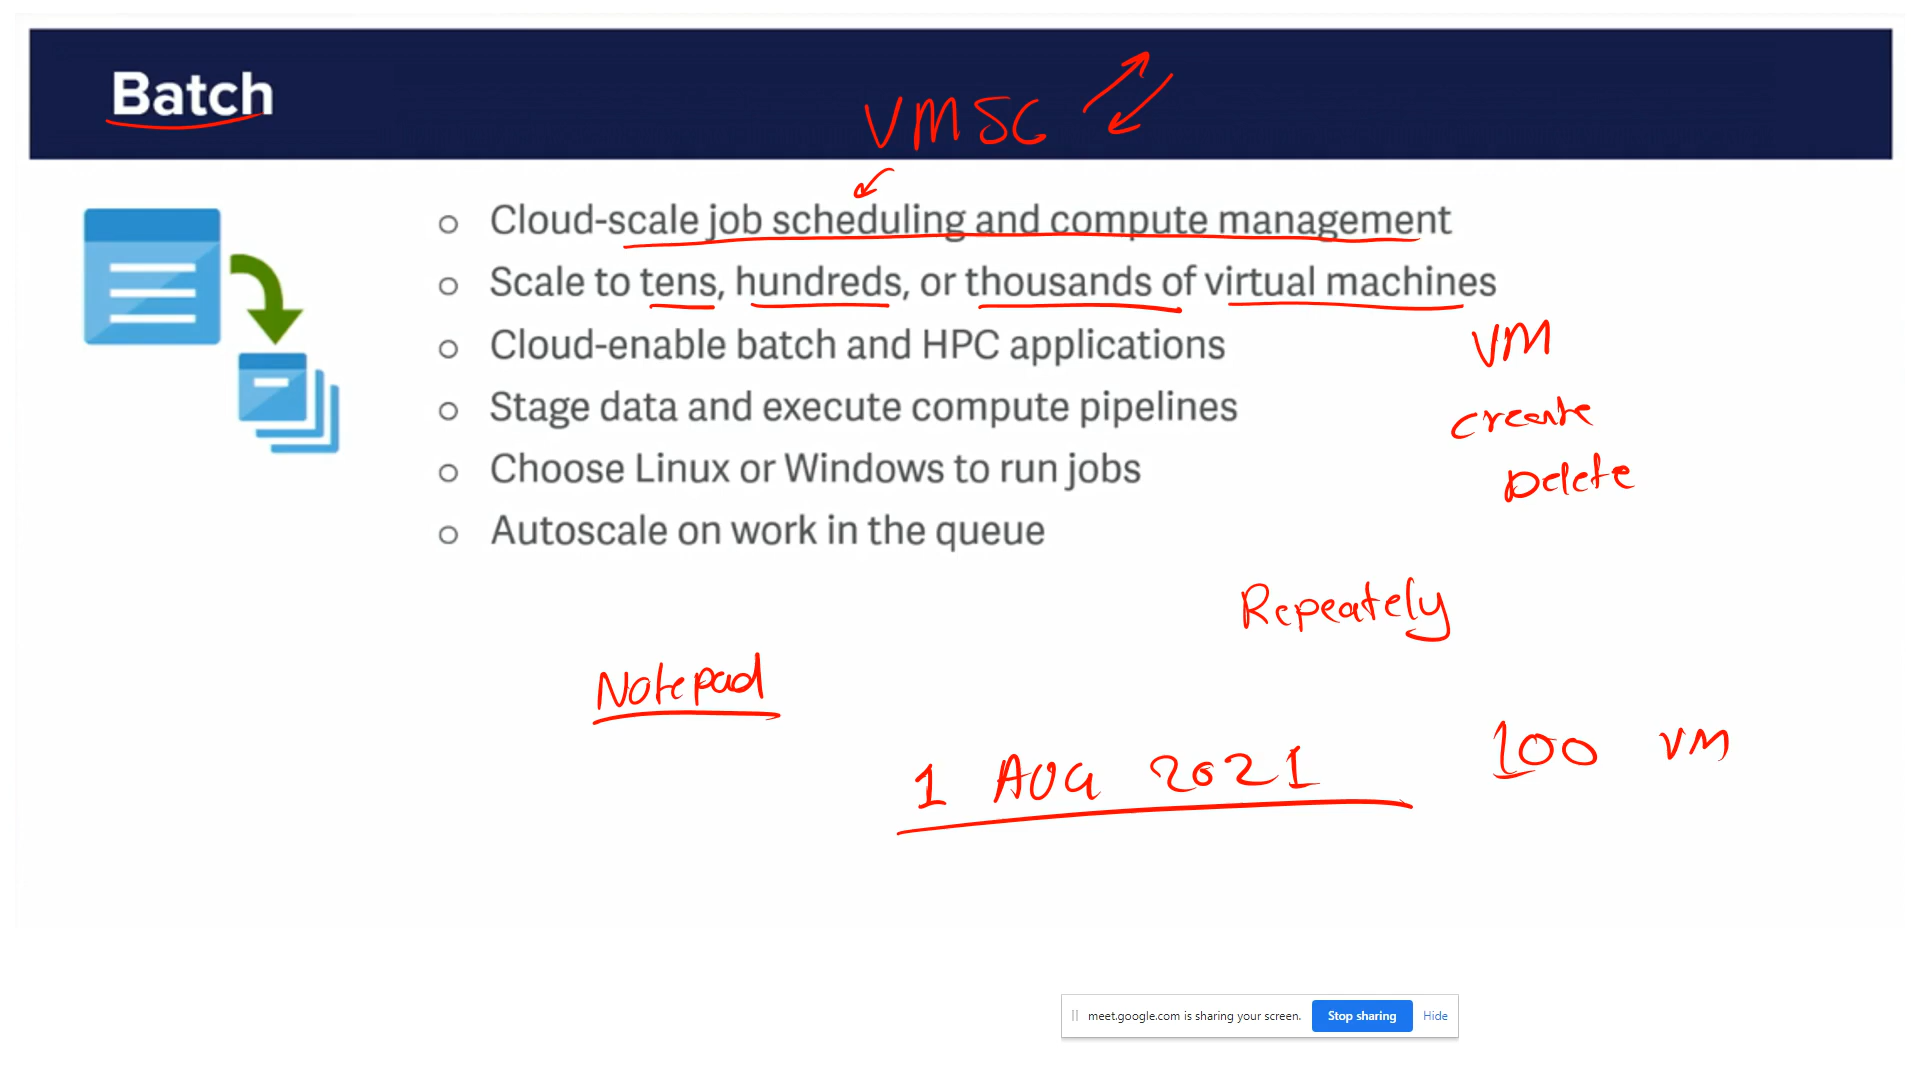 Batch
VMSC
Cloud-scale job scheduling and compute management
Scale to tens, hundreds, or thousands of virtual machines
VM
Cloud-enable batch and HPC applications
Stage data and execute compute pipelines
create
Choose Linux or Windows to run jobs
Delete
Autoscale on work in the queue
Repeately
Notepad
1 AUG 2021
100 VM
meet.google.com is sharing your screen.
Stop sharing
Hide